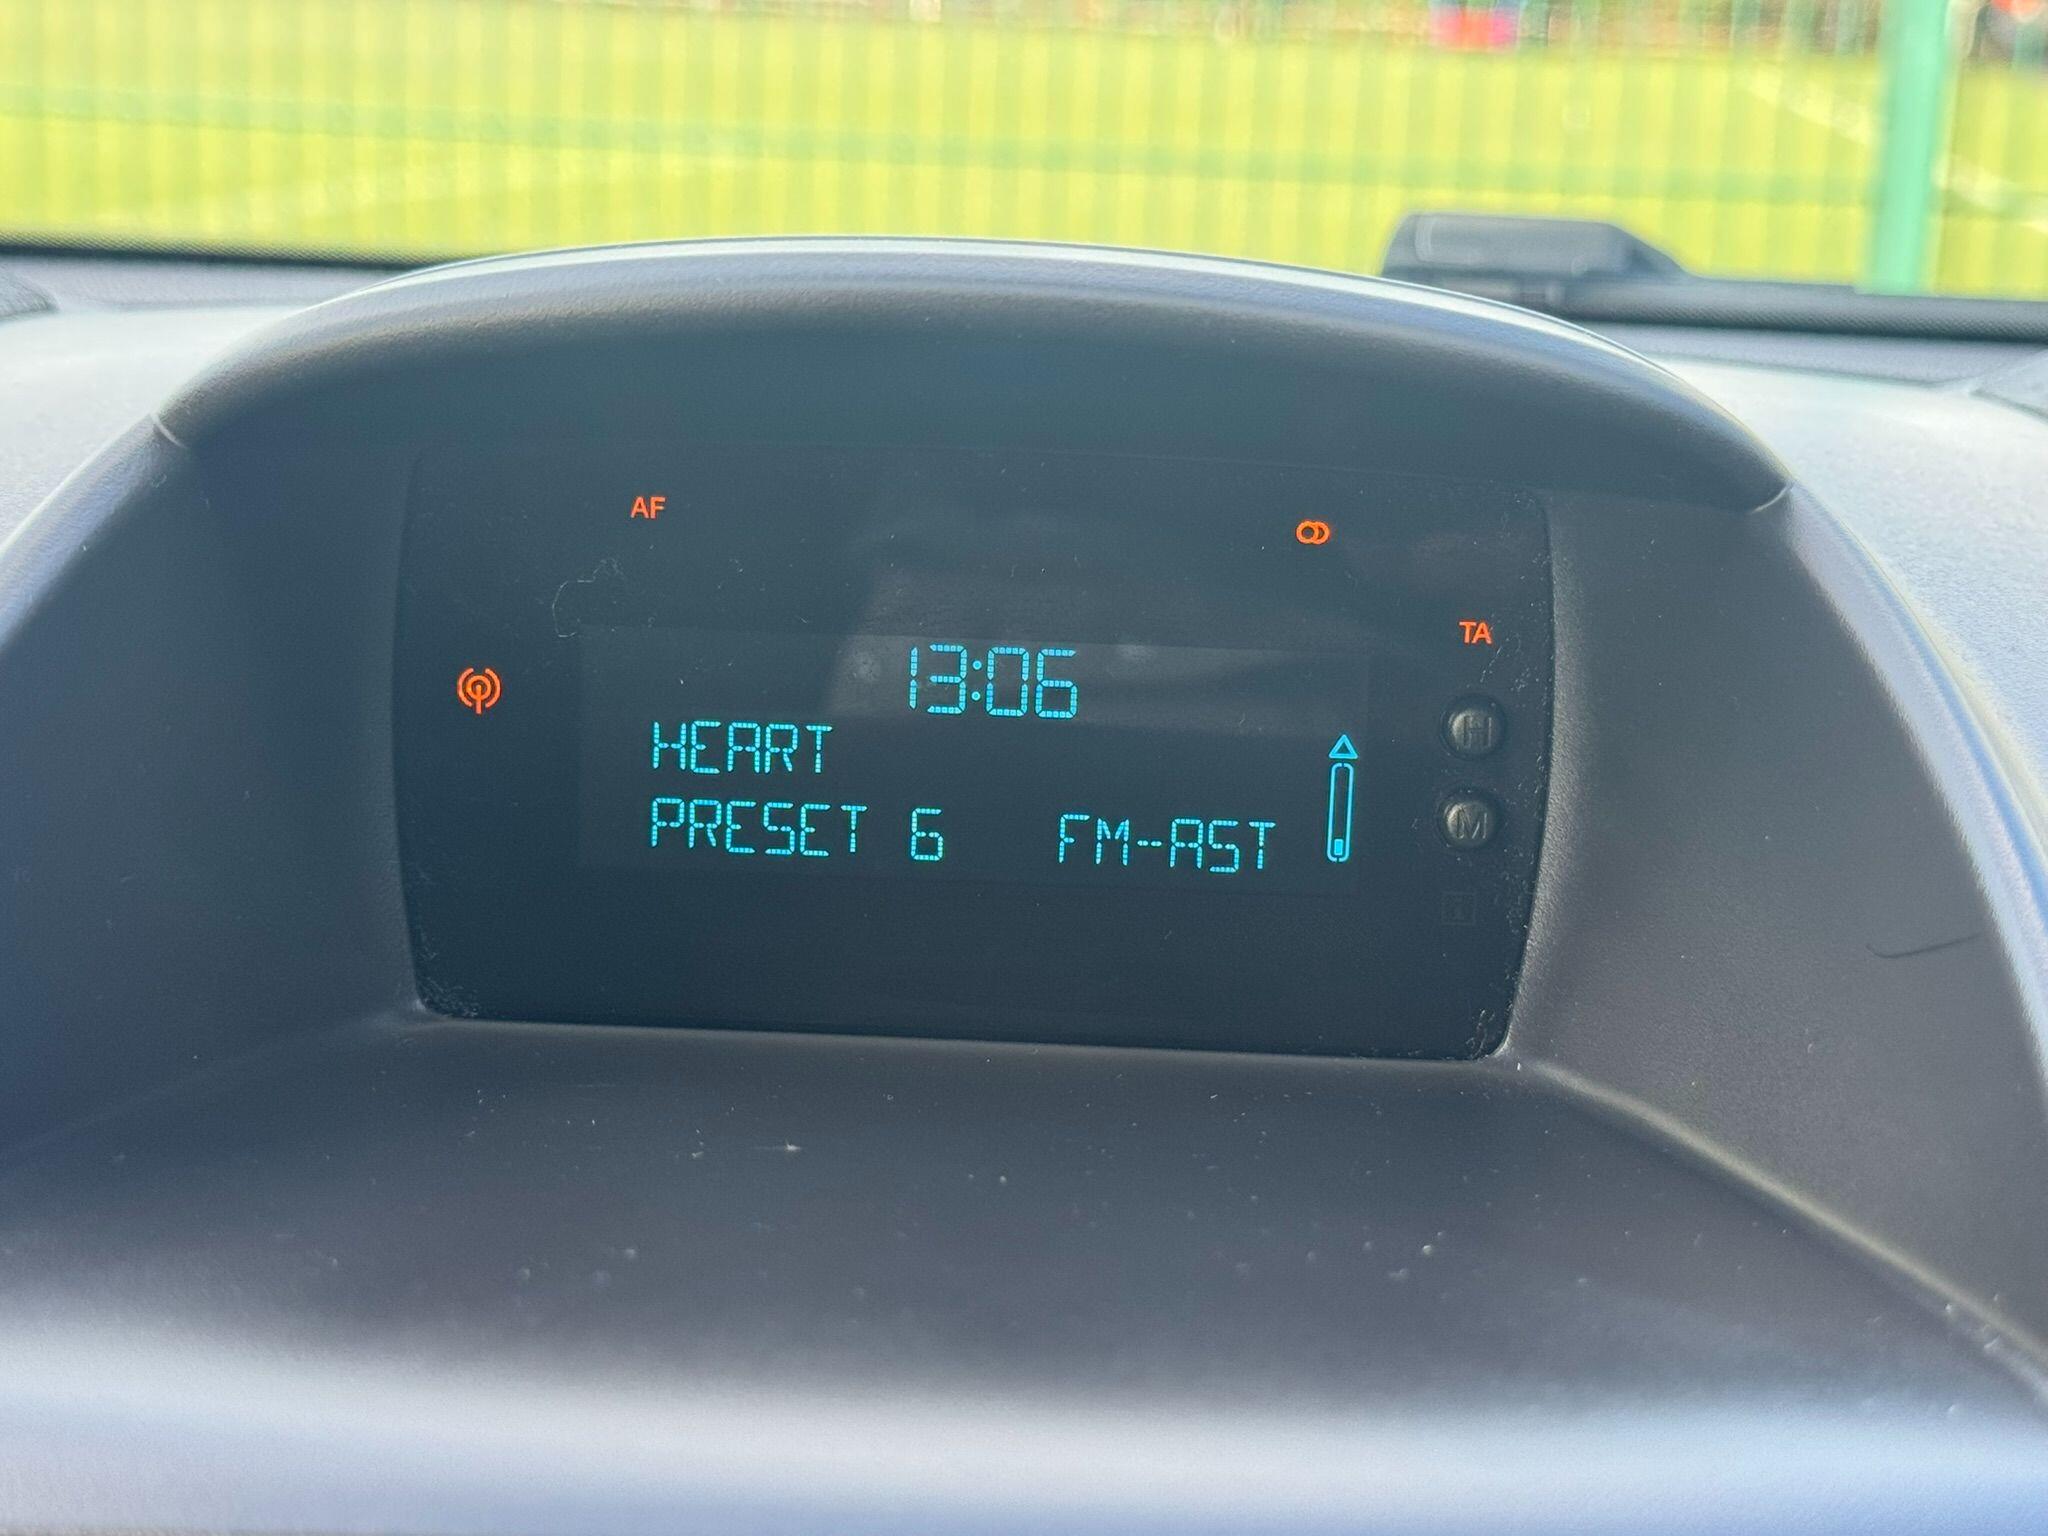 AF
TA
13:06
HEART
H
PRESET 6 FM-AST
M
i